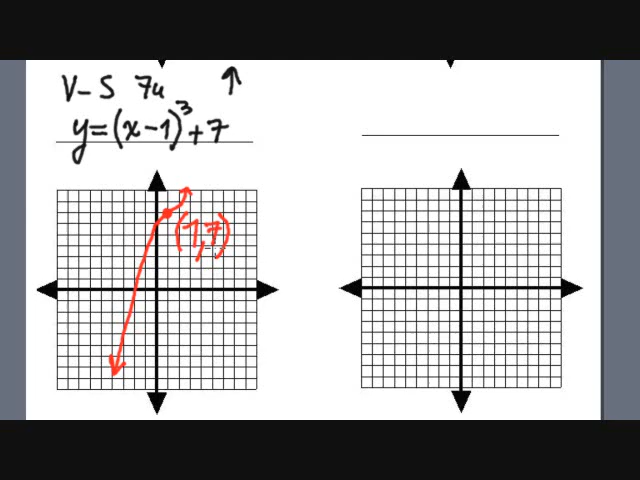 V-S 7u ↑
y=(x-1)³+7
(1,7)